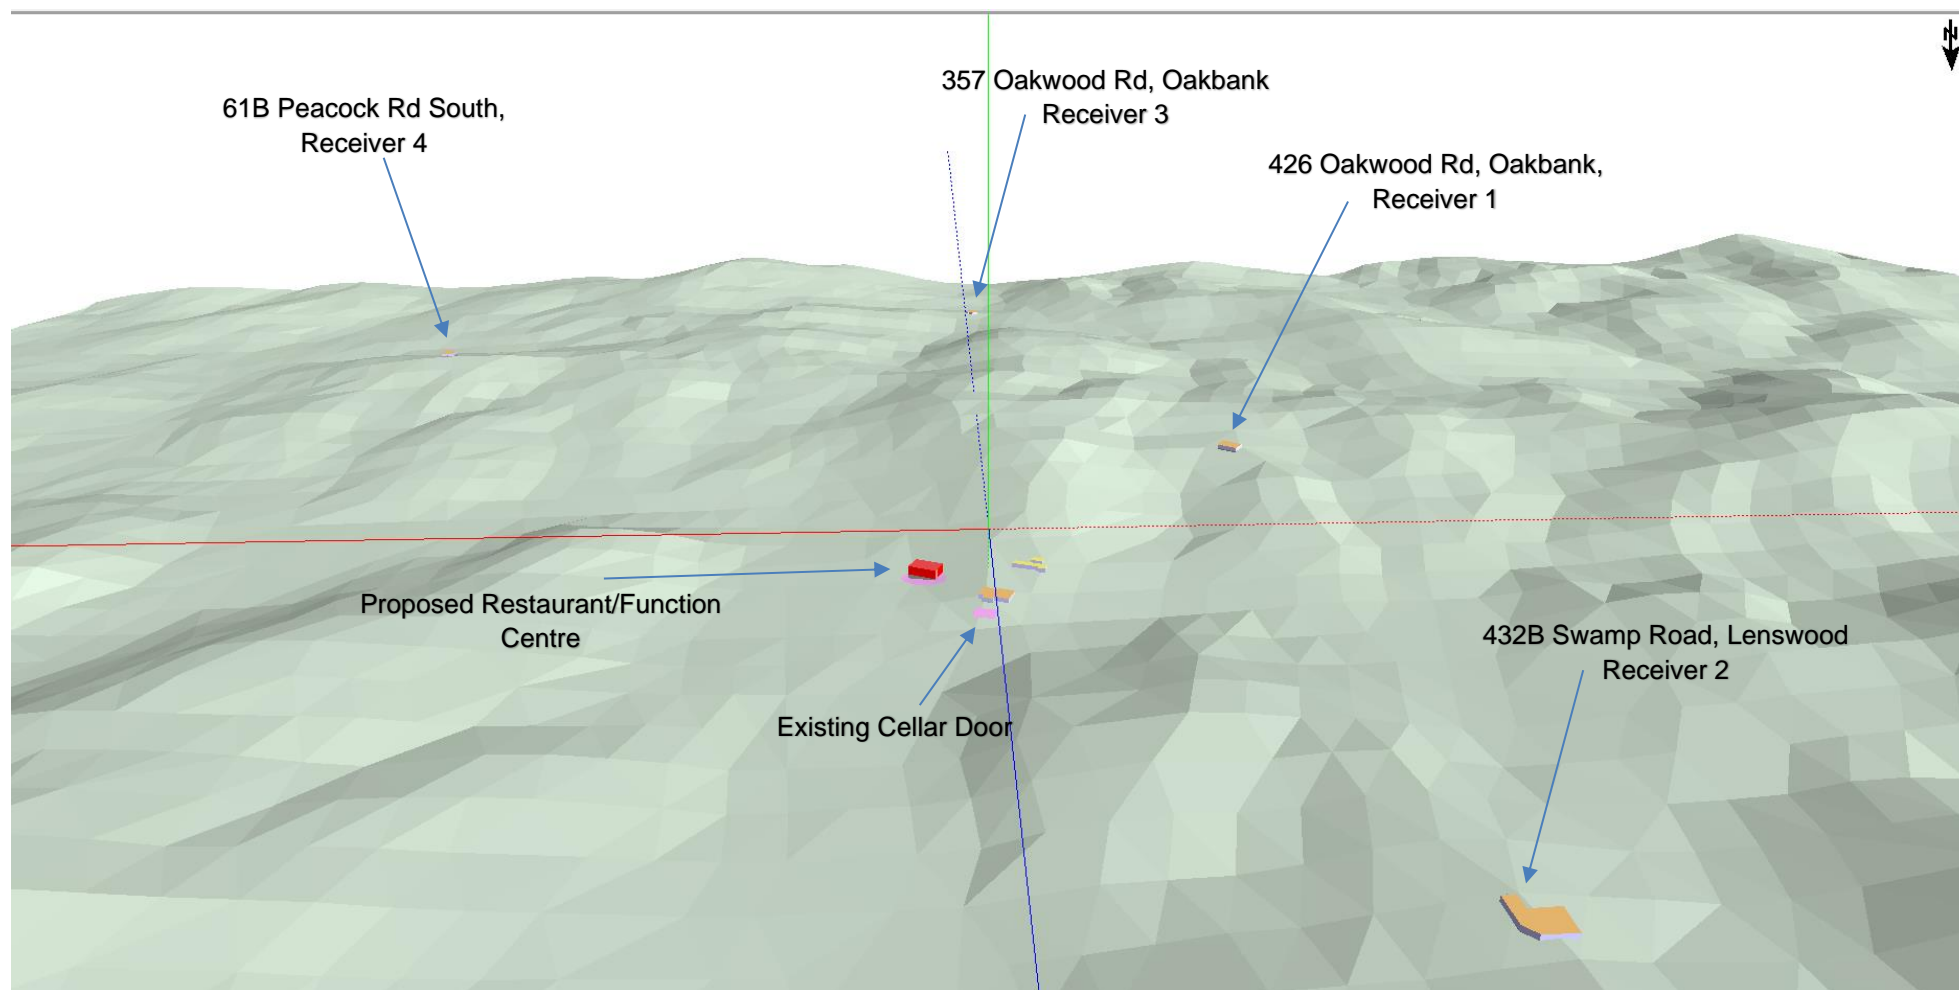 N
357 Oakwood Rd, Oakbank
Receiver 3
61B Peacock Rd South,
Receiver 4
426 Oakwood Rd, Oakbank,
Receiver 1
Proposed Restaurant/Function
Centre
432B Swamp Road, Lenswood
Receiver 2
Existing Cellar Door